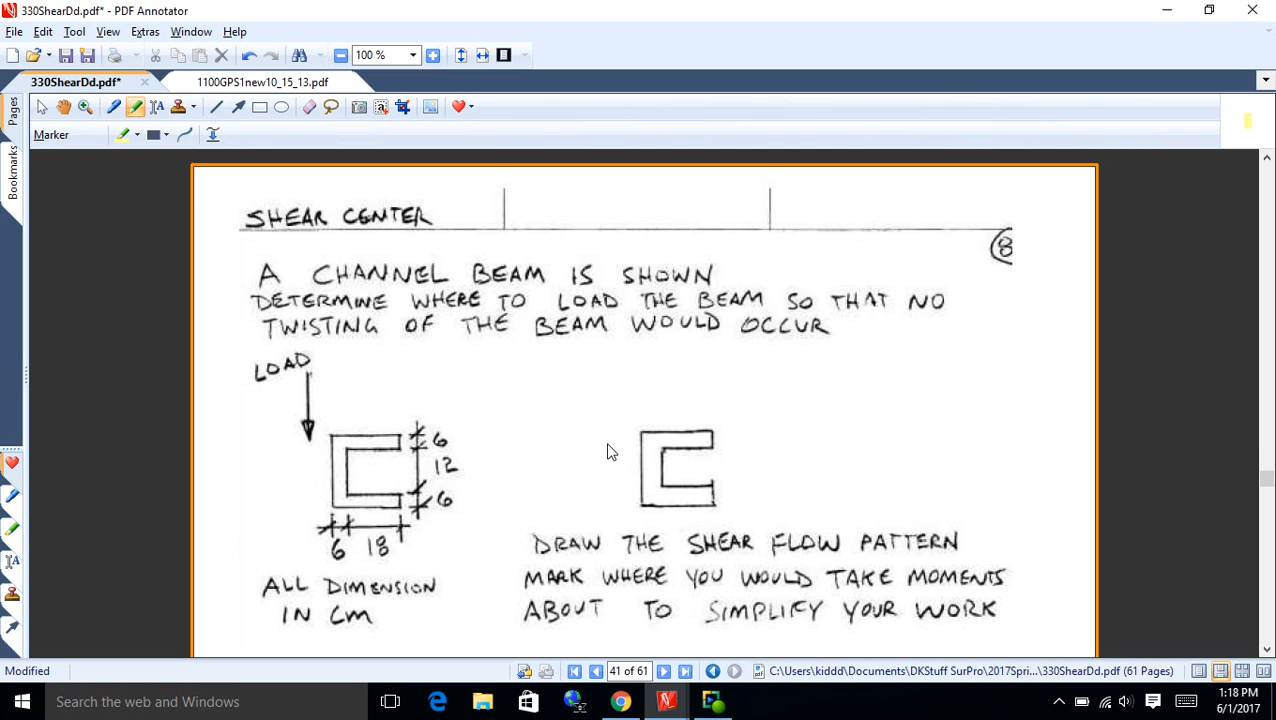 330ShearDd.pdf* - PDF Annotator
File Edit Tool View Extras Window Help
100 %
330ShearDd.pdf* 1100GPS1new10_15_13.pdf
Marker
Pages
Bookmarks
SHEAR CENTER
8
A CHANNEL BEAM IS SHOWN
DETERMINE WHERE TO LOAD THE BEAM SO THAT NO
TWISTING OF THE BEAM WOULD OCCUR
LOAD
6
12
6
6 18
ALL DIMENSION
IN CM
DRAW THE SHEAR FLOW PATTERN
MARK WHERE YOU WOULD TAKE MOMENTS
ABOUT TO SIMPLIFY YOUR WORK
Modified 41 of 61 C:\Users\kiddd\Documents\DKStuff SurPro\2017Spri...\330ShearDd.pdf (61 Pages)
Search the web and Windows
1:18 PM
6/1/2017